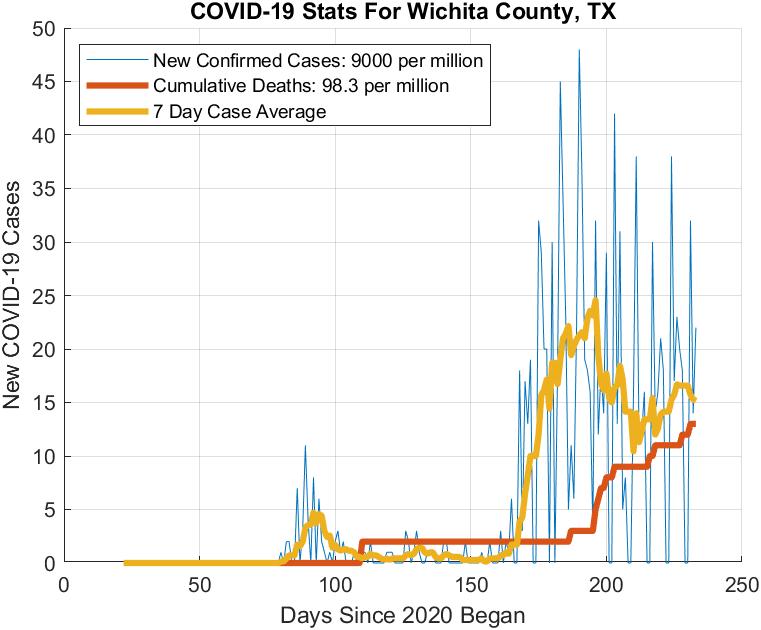 COVID-19 Stats For Wichita County, TX
New Confirmed Cases: 9000 per million
Cumulative Deaths: 98.3 per million
7 Day Case Average
50
45
40
35
30
25
20
15
10
5
0
New COVID-19 Cases
0 50 100 150 200 250
Days Since 2020 Began